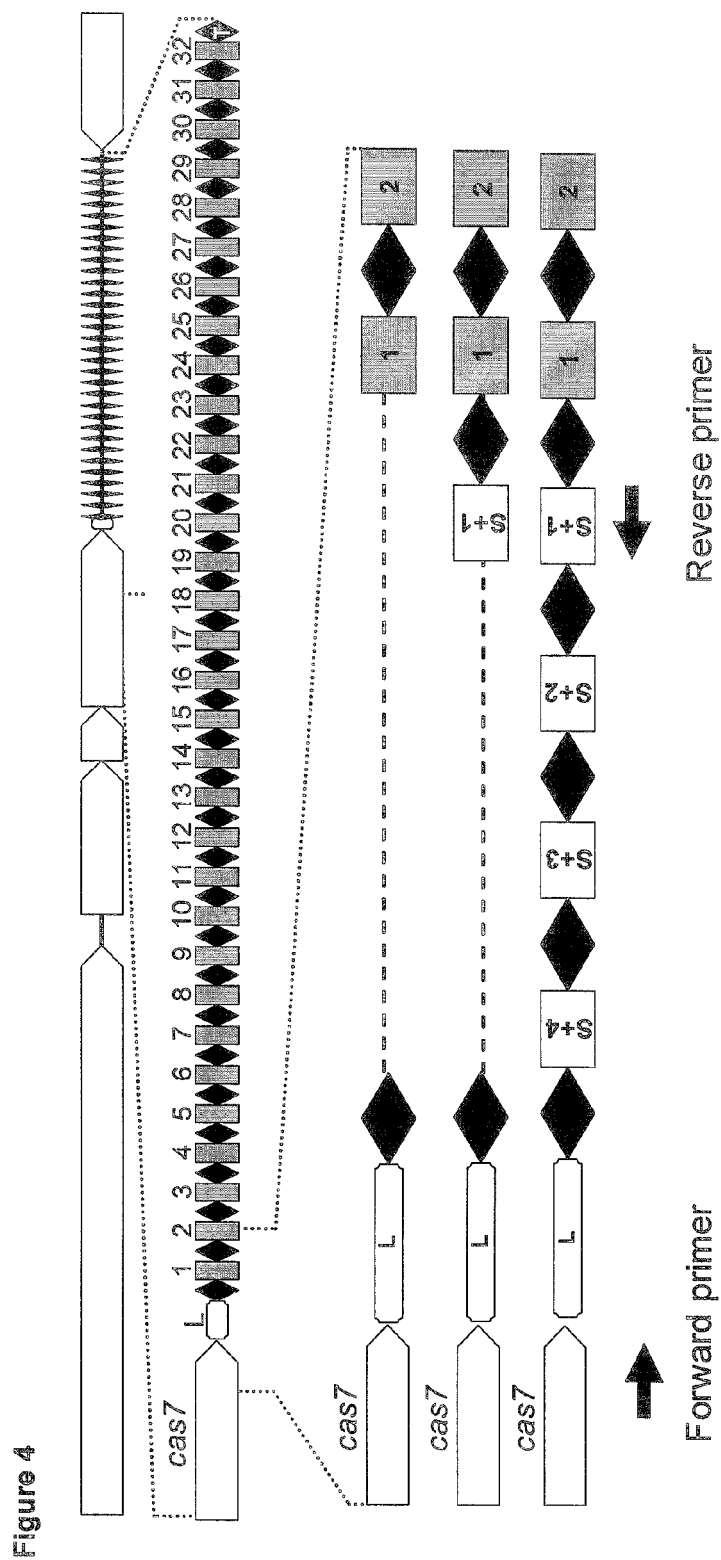 Figure 4
cas7
L
1 2 3 4 5 6 7 8 9 10 11 12 13 14 15 16 17 18 19 20 21 22 23 24 25 26 27 28 29 30 31 32
T
cas7
L
1
2
cas7
L
S+1
1
2
cas7
L
S+4
S+3
S+2
S+1
1
2
Forward primer
Reverse primer